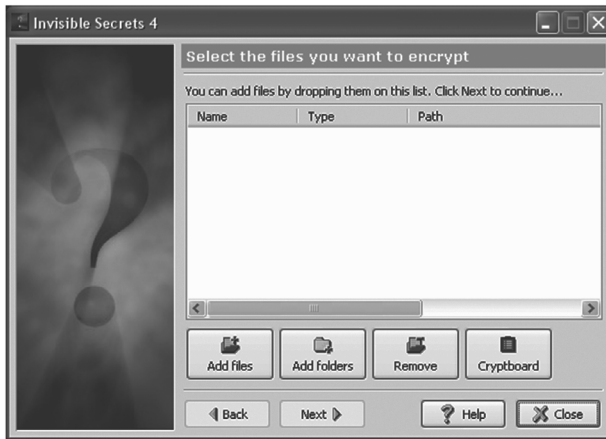 Invisible Secrets 4
Select the files you want to encrypt
You can add files by dropping them on this list. Click Next to continue...
Name Type Path
Add files Add folders Remove Cryptboard
Back Next Help Close